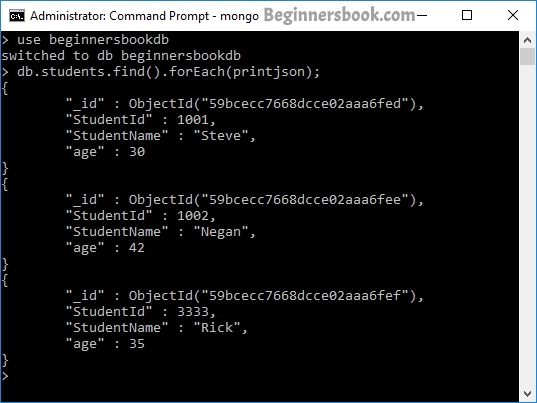 Administrator: Command Prompt - mongo Beginnersbook.com
> use beginnersbookdb
switched to db beginnersbookdb
> db.students.find().forEach(printjson);
{
        "_id" : ObjectId("59bcecc7668dcce02aaa6fed"),
        "StudentId" : 1001,
        "StudentName" : "Steve",
        "age" : 30
}
{
        "_id" : ObjectId("59bcecc7668dcce02aaa6fee"),
        "StudentId" : 1002,
        "StudentName" : "Negan",
        "age" : 42
}
{
        "_id" : ObjectId("59bcecc7668dcce02aaa6fef"),
        "StudentId" : 3333,
        "StudentName" : "Rick",
        "age" : 35
}
>